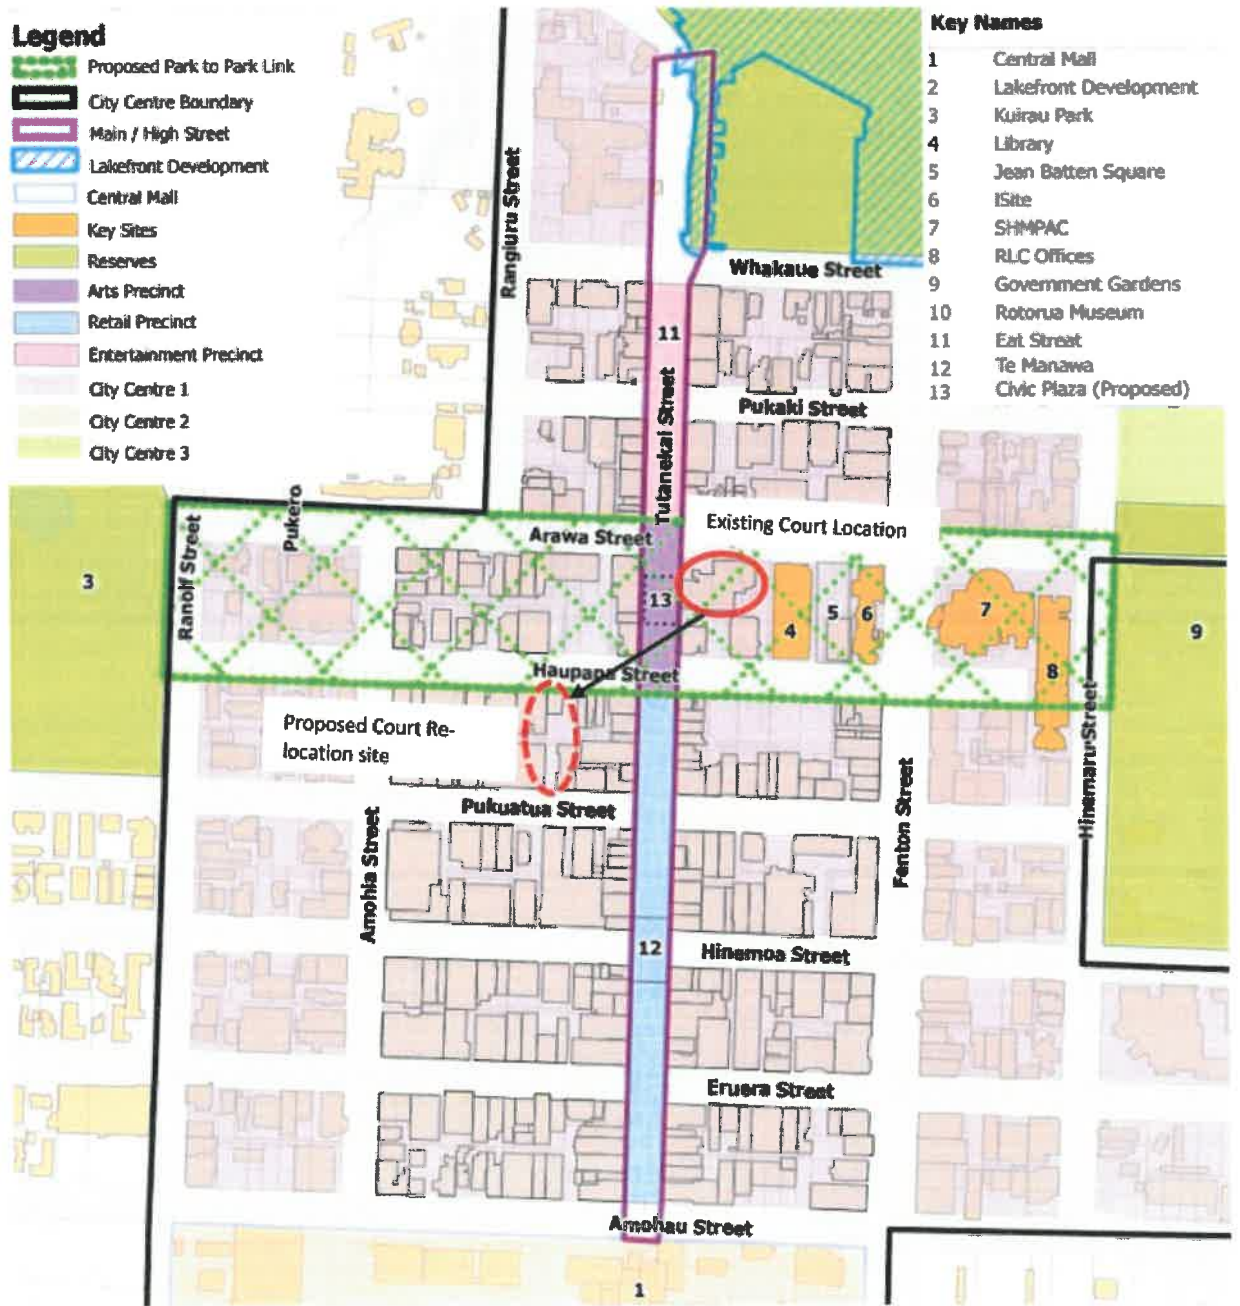 Legend
Proposed Park to Park Link
City Centre Boundary
Main / High Street
Lakefront Development
Central Mall
Key Sites
Reserves
Arts Precinct
Retail Precinct
Entertainment Precinct
City Centre 1
City Centre 2
City Centre 3
Key Names
1 Central Mall
2 Lakefront Development
3 Kuirau Park
4 Library
5 Jean Batten Square
6 iSite
7 SHMPAC
8 RLC Offices
9 Government Gardens
10 Rotorua Museum
11 Eat Streat
12 Te Manawa
13 Civic Plaza (Proposed)
Rangiuru Street
Whakaue Street
11
Pukaki Street
Tutanekai Street
Pukero
Ranolf Street
Arawa Street
Existing Court Location
3
13
4
5
6
7
8
9
Haupapa Street
Proposed Court Re-
location site
Hinemaru Street
Pukuatua Street
Amohia Street
Fenton Street
12
Hinemoa Street
Eruera Street
Amohau Street
1